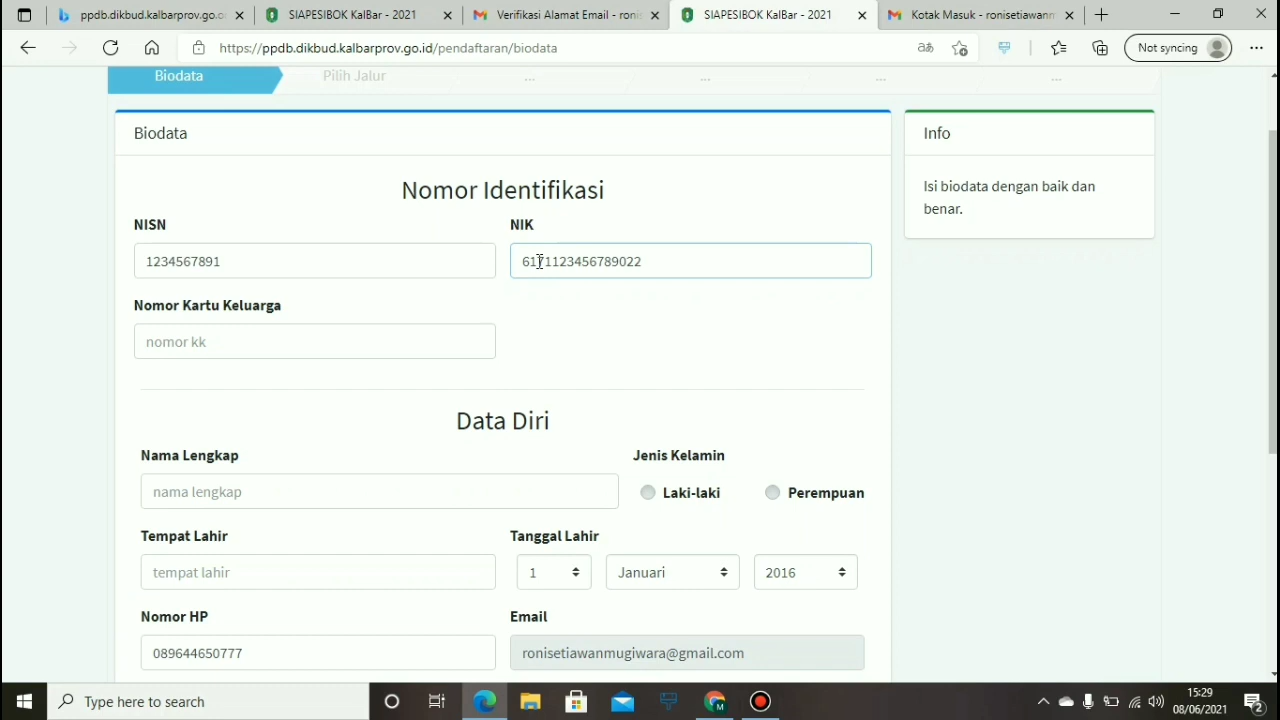 ppdb.dikbud.kalbarprov.go.
SIAPESIBOK KalBar - 2021
Verifikasi Alamat Email - ronis
SIAPESIBOK KalBar - 2021
Kotak Masuk - ronisetiawanm
https://ppdb.dikbud.kalbarprov.go.id/pendaftaran/biodata
Not syncing
Biodata
Pilih Jalur
...
...
...
...
Biodata
Info
Isi biodata dengan baik dan
benar.
Nomor Identifikasi
NISN
NIK
1234567891
6171123456789022
Nomor Kartu Keluarga
nomor kk
Data Diri
Nama Lengkap
Jenis Kelamin
nama lengkap
Laki-laki
Perempuan
Tempat Lahir
Tanggal Lahir
tempat lahir
1
Januari
2016
Nomor HP
Email
089644650777
ronisetiawanmugiwara@gmail.com
Type here to search
15:29
08/06/2021
2